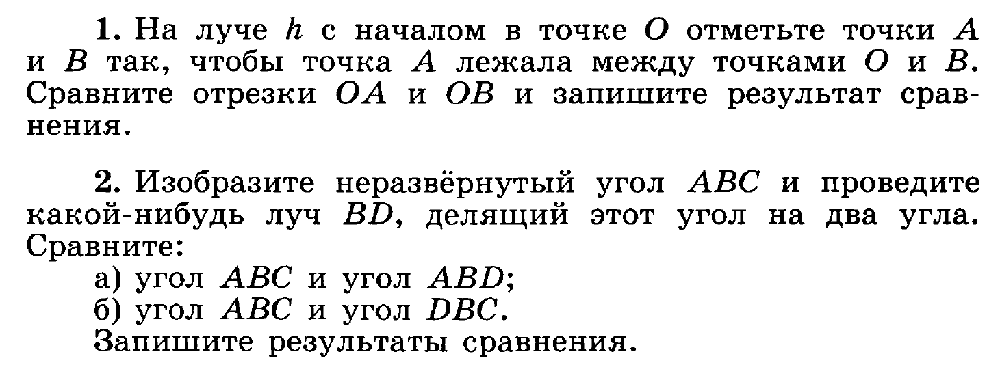 1. На луче h с началом в точке O отметьте точки A
и B так, чтобы точка A лежала между точками O и B.
Сравните отрезки OA и OB и запишите результат срав-
нения.
2. Изобразите неразвёрнутый угол ABC и проведите
какой-нибудь луч BD, делящий этот угол на два угла.
Сравните:
а) угол ABC и угол ABD;
б) угол ABC и угол DBC.
Запишите результаты сравнения.